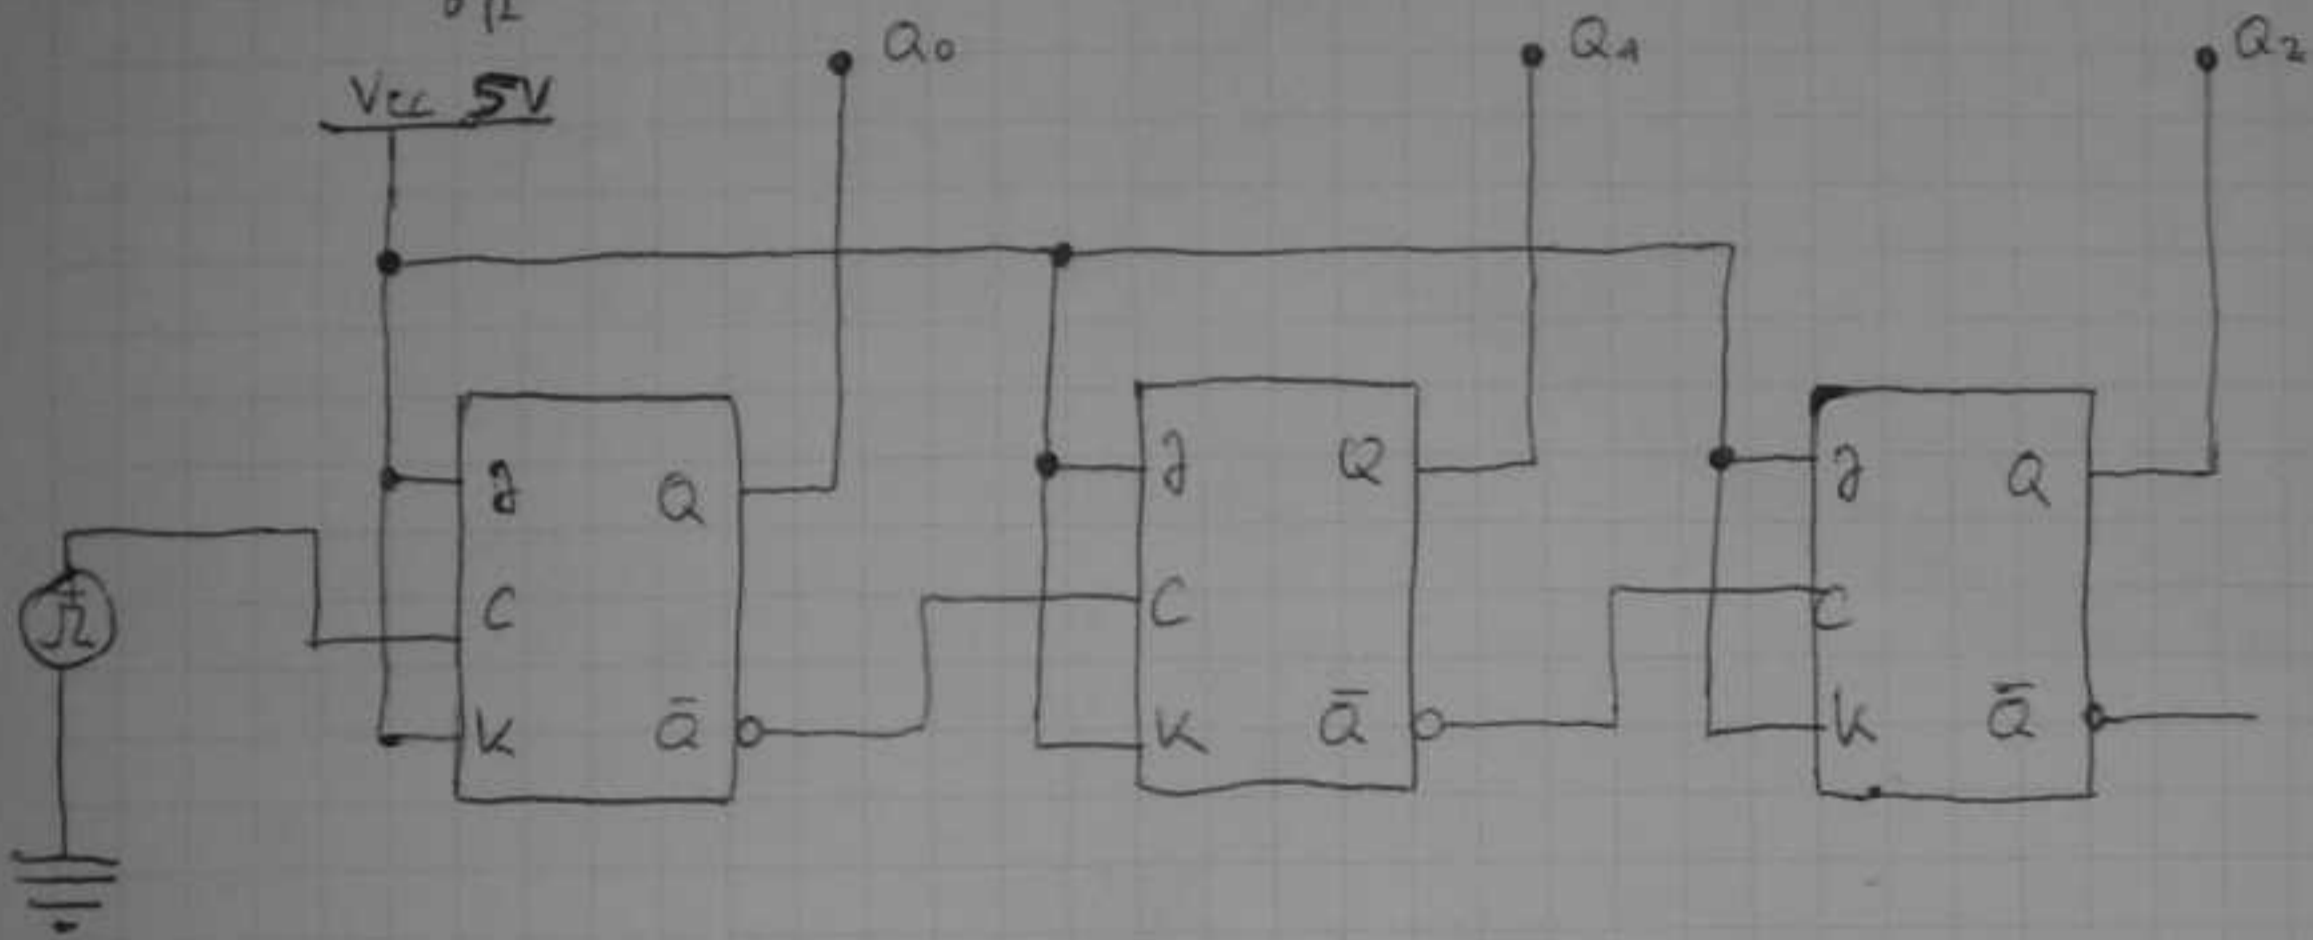 Q0 Q1 Q2
Vcc 5V
J Q J Q J Q
C C C
K Q̄ K Q̄ K Q̄